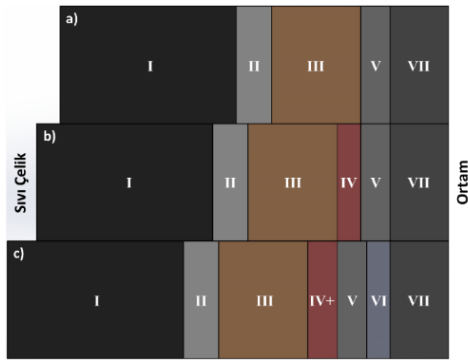 a)
I II III V VII
b)
I II III IV V VII
c)
I II III IV+ V VI VII
Sıvı Çelik
Ortam